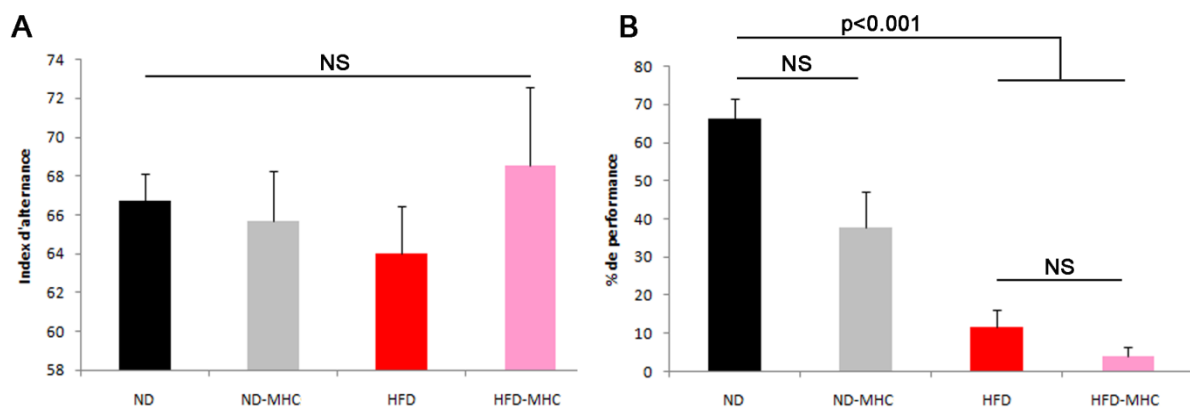 A
NS
Index d'alternance
74
72
70
68
66
64
62
60
58
ND
ND-MHC
HFD
HFD-MHC
B
p<0.001
NS
NS
% de performance
80
70
60
50
40
30
20
10
0
ND
ND-MHC
HFD
HFD-MHC